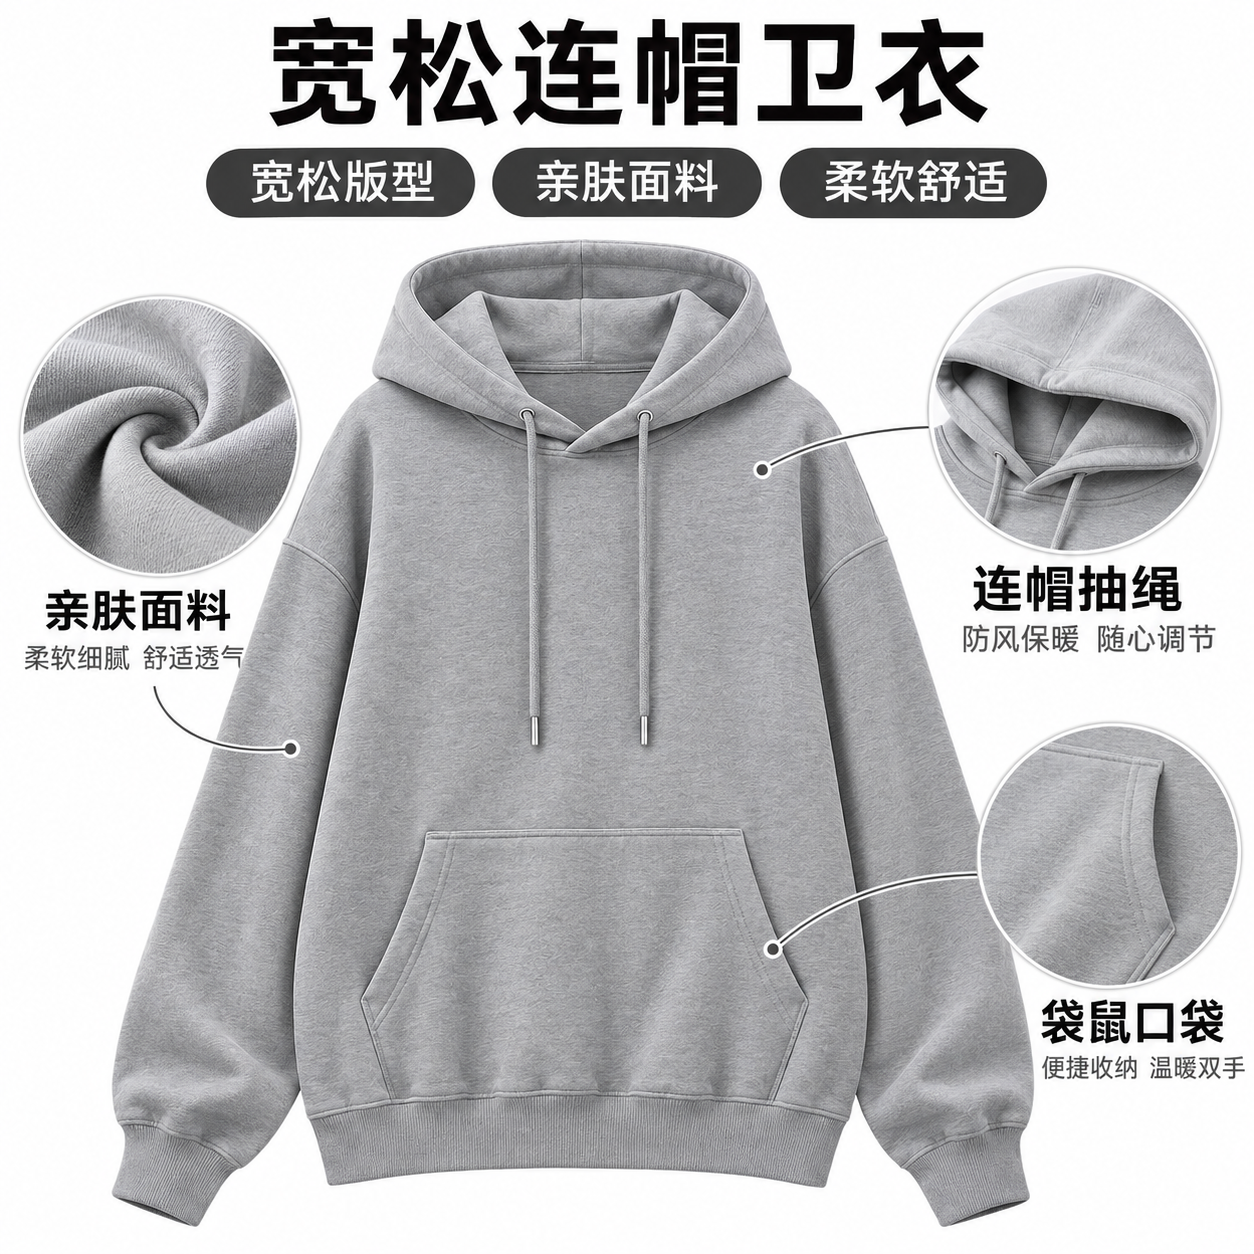 宽松连帽卫衣
宽松版型
亲肤面料
柔软舒适
亲肤面料
柔软细腻 舒适透气
连帽抽绳
防风保暖 随心调节
袋鼠口袋
便捷收纳 温暖双手